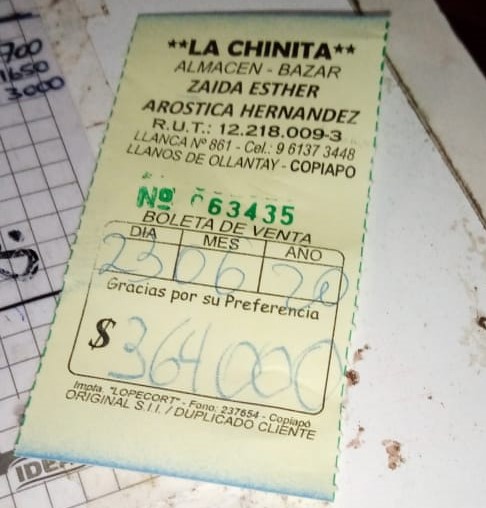 700
1650
3000
**LA CHINITA**
ALMACEN - BAZAR
ZAIDA ESTHER
AROSTICA HERNANDEZ
R.U.T.: 12.218.009-3
LLANCA Nº 861 - Cel.: 9 6137 3448
LLANOS DE OLLANTAY - COPIAPO
Nº 063435
BOLETA DE VENTA
DIA MES AÑO
23 06 20
Gracias por su Preferencia
$ 364000
Impta. "LOPECORT" - Fono: 237654 - Copiapó
ORIGINAL S.I.I. / DUPLICADO CLIENTE